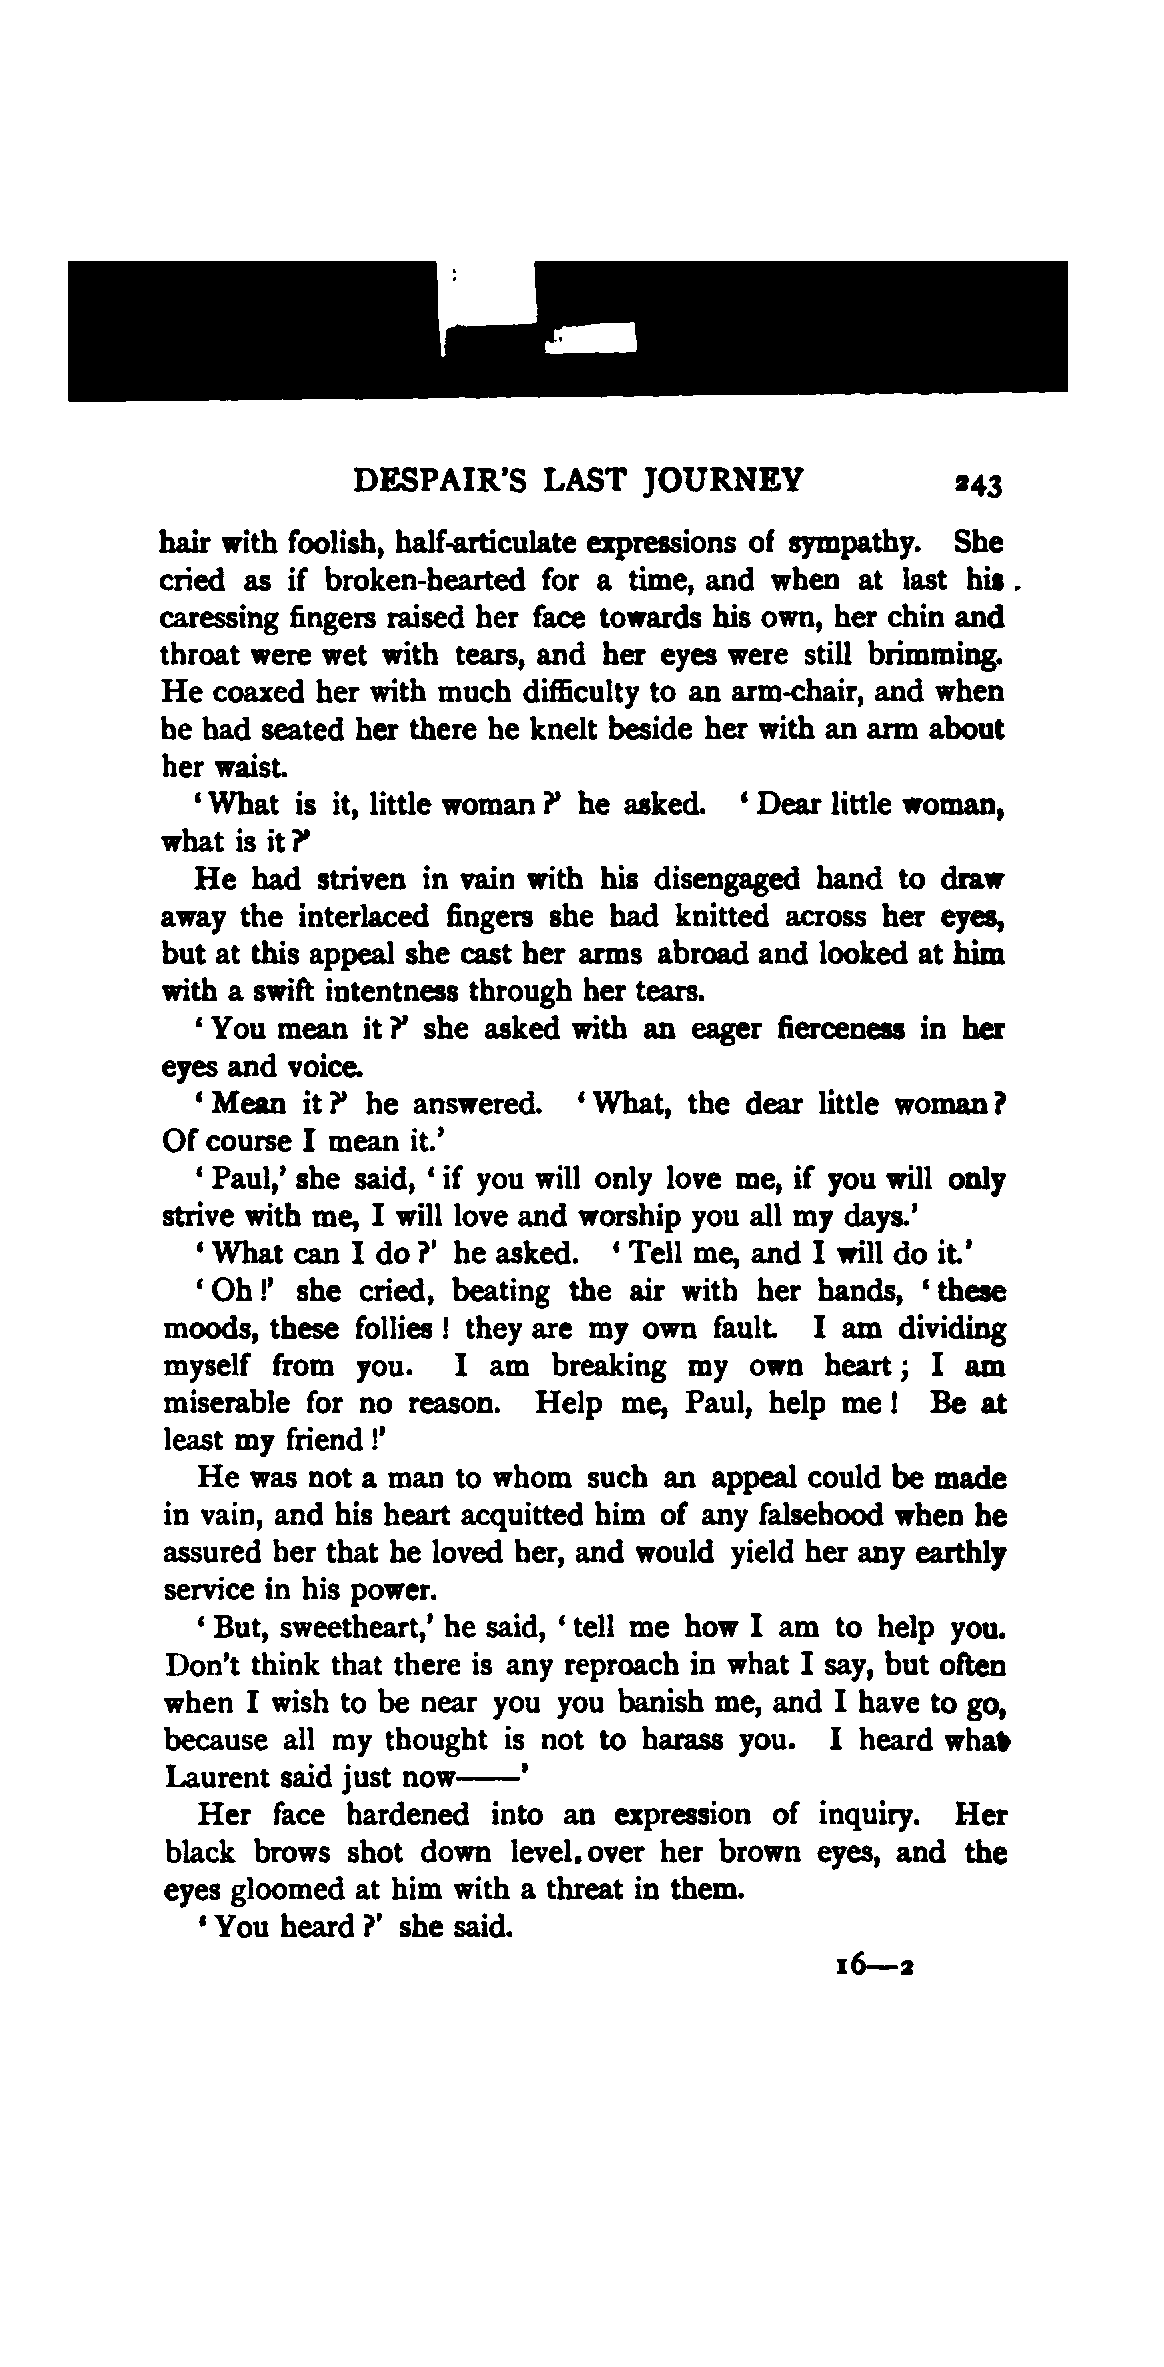 DESPAIR'S LAST JOURNEY 243
hair with foolish, half-articulate expressions of sympathy. She
cried as if broken-hearted for a time, and when at last his
caressing fingers raised her face towards his own, her chin and
throat were wet with tears, and her eyes were still brimming.
He coaxed her with much difficulty to an arm-chair, and when
he had seated her there he knelt beside her with an arm about
her waist.
'What is it, little woman?' he asked. 'Dear little woman,
what is it?'
He had striven in vain with his disengaged hand to draw
away the interlaced fingers she had knitted across her eyes,
but at this appeal she cast her arms abroad and looked at him
with a swift intentness through her tears.
'You mean it?' she asked with an eager fierceness in her
eyes and voice.
'Mean it?' he answered. 'What, the dear little woman?
Of course I mean it.'
'Paul,' she said, 'if you will only love me, if you will only
strive with me, I will love and worship you all my days.'
'What can I do?' he asked. 'Tell me, and I will do it.'
'Oh!' she cried, beating the air with her hands, 'these
moods, these follies! they are my own fault. I am dividing
myself from you. I am breaking my own heart; I am
miserable for no reason. Help me, Paul, help me! Be at
least my friend!'
He was not a man to whom such an appeal could be made
in vain, and his heart acquitted him of any falsehood when he
assured her that he loved her, and would yield her any earthly
service in his power.
'But, sweetheart,' he said, 'tell me how I am to help you.
Don't think that there is any reproach in what I say, but often
when I wish to be near you you banish me, and I have to go,
because all my thought is not to harass you. I heard what
Laurent said just now——'
Her face hardened into an expression of inquiry. Her
black brows shot down level over her brown eyes, and the
eyes gloomed at him with a threat in them.
'You heard?' she said.
16—2